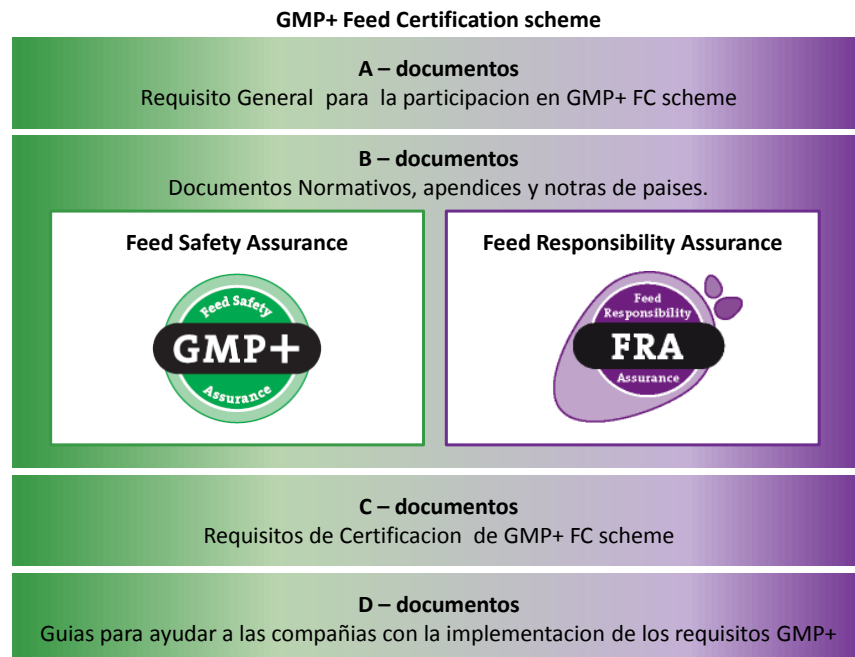 GMP+ Feed Certification scheme
A – documentos
Requisito General para la participacion en GMP+ FC scheme
B – documentos
Documentos Normativos, apendices y notras de paises.
Feed Safety Assurance
Feed Safety
GMP+
Assurance
Feed Responsibility Assurance
Feed
Responsibility
FRA
Assurance
C – documentos
Requisitos de Certificacion de GMP+ FC scheme
D – documentos
Guias para ayudar a las compañias con la implementacion de los requisitos GMP+